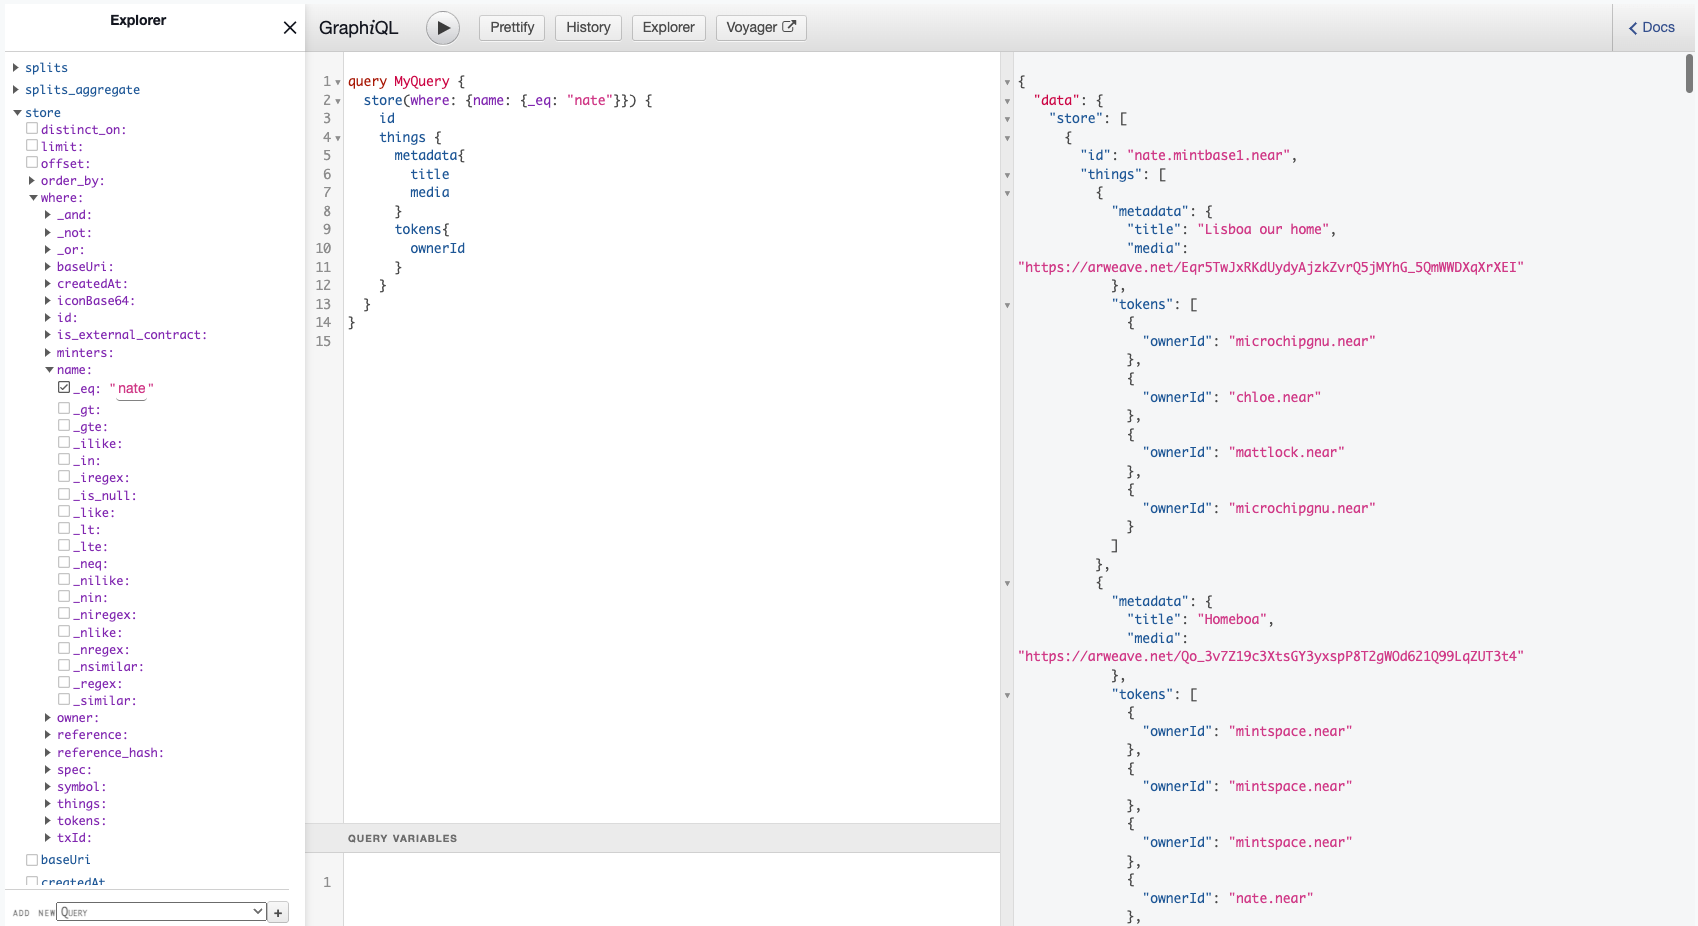 Explorer
splits
splits_aggregate
store
distinct_on:
limit:
offset:
order_by:
where:
_and:
_not:
_or:
baseUri:
createdAt:
iconBase64:
id:
is_external_contract:
minters:
name:
_eq: "nate"
_gt:
_gte:
_ilike:
_in:
_iregex:
_is_null:
_like:
_lt:
_lte:
_neq:
_nilike:
_nin:
_niregex:
_nlike:
_nregex:
_nsimilar:
_regex:
_similar:
owner:
reference:
reference_hash:
spec:
symbol:
things:
tokens:
txId:
baseUri
createdAt
ADD NEW Query +
GraphiQL Prettify History Explorer Voyager Docs
1 query MyQuery {
2 store(where: {name: {_eq: "nate"}}) {
3 id
4 things {
5 metadata{
6 title
7 media
8 }
9 tokens{
10 ownerId
11 }
12 }
13 }
14 }
15
QUERY VARIABLES
1
{
"data": {
"store": [
{
"id": "nate.mintbase1.near",
"things": [
{
"metadata": {
"title": "Lisboa our home",
"media":
"https://arweave.net/Eqr5TwJxRKdUydyAjzkZvrQ5jMYhG_5QmWWDXqXrXEI"
},
"tokens": [
{
"ownerId": "microchipgnu.near"
},
{
"ownerId": "chloe.near"
},
{
"ownerId": "mattlock.near"
},
{
"ownerId": "microchipgnu.near"
}
]
},
{
"metadata": {
"title": "Homeboa",
"media":
"https://arweave.net/Qo_3v7Z19c3XtsGY3yxspP8T2gWOd6Z1Q99LqZUT3t4"
},
"tokens": [
{
"ownerId": "mintspace.near"
},
{
"ownerId": "mintspace.near"
},
{
"ownerId": "mintspace.near"
},
{
"ownerId": "nate.near"
},